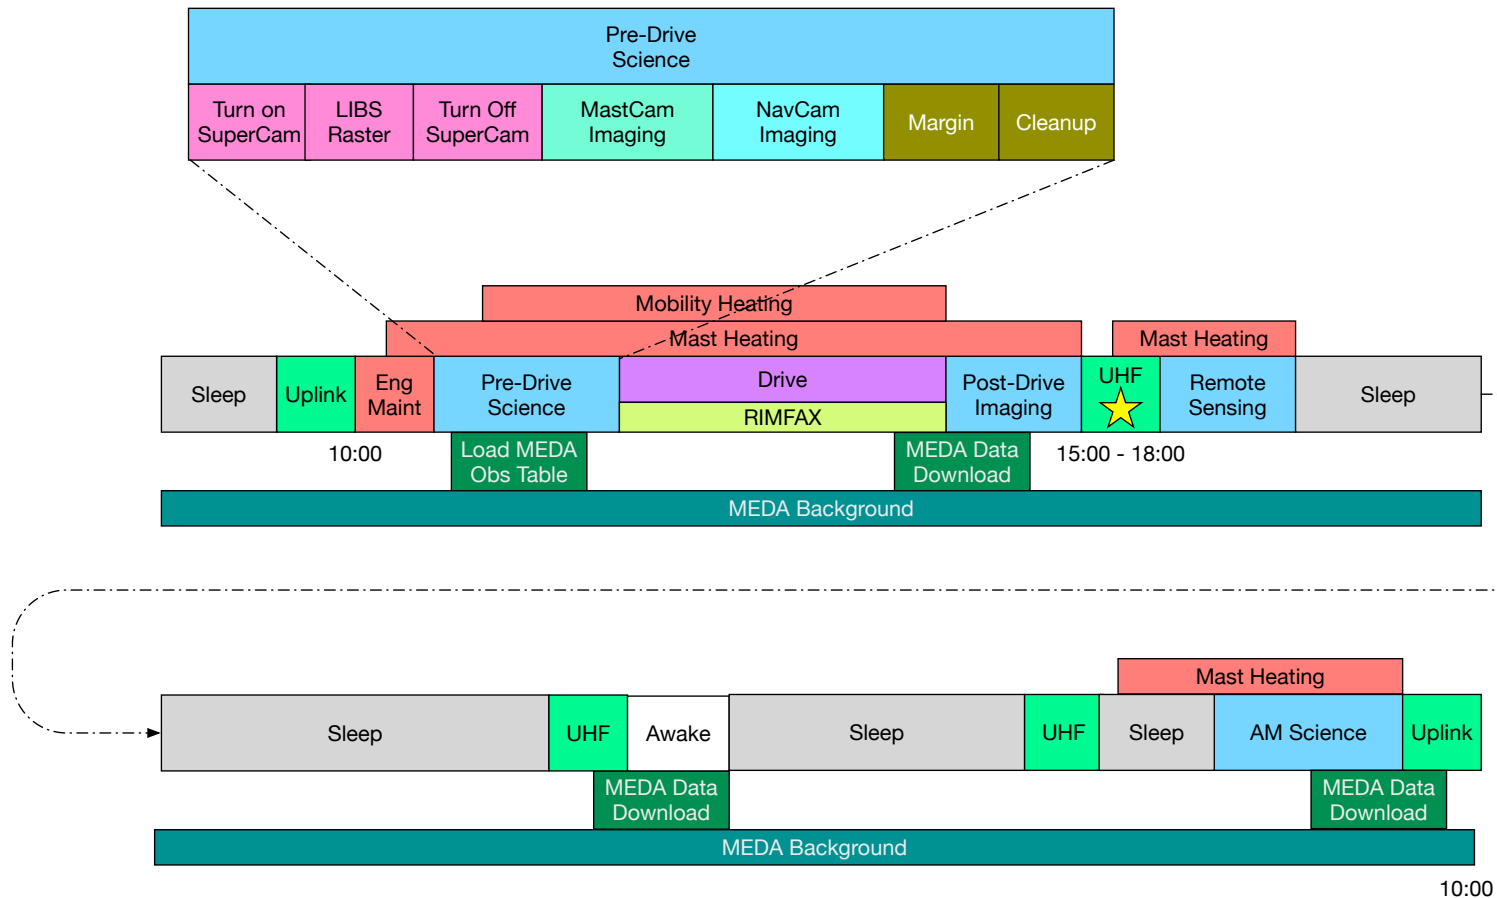 Pre-Drive
Science
Turn on
SuperCam
LIBS
Raster
Turn Off
SuperCam
MastCam
Imaging
NavCam
Imaging
Margin
Cleanup
Mobility Heating
Mast Heating
Mast Heating
Sleep
Uplink
Eng
Maint
Pre-Drive
Science
Drive
RIMFAX
Post-Drive
Imaging
UHF
Remote
Sensing
Sleep
10:00
Load MEDA
Obs Table
MEDA Data
Download
15:00 - 18:00
MEDA Background
Mast Heating
Sleep
UHF
Awake
Sleep
UHF
Sleep
AM Science
Uplink
MEDA Data
Download
MEDA Data
Download
MEDA Background
10:00